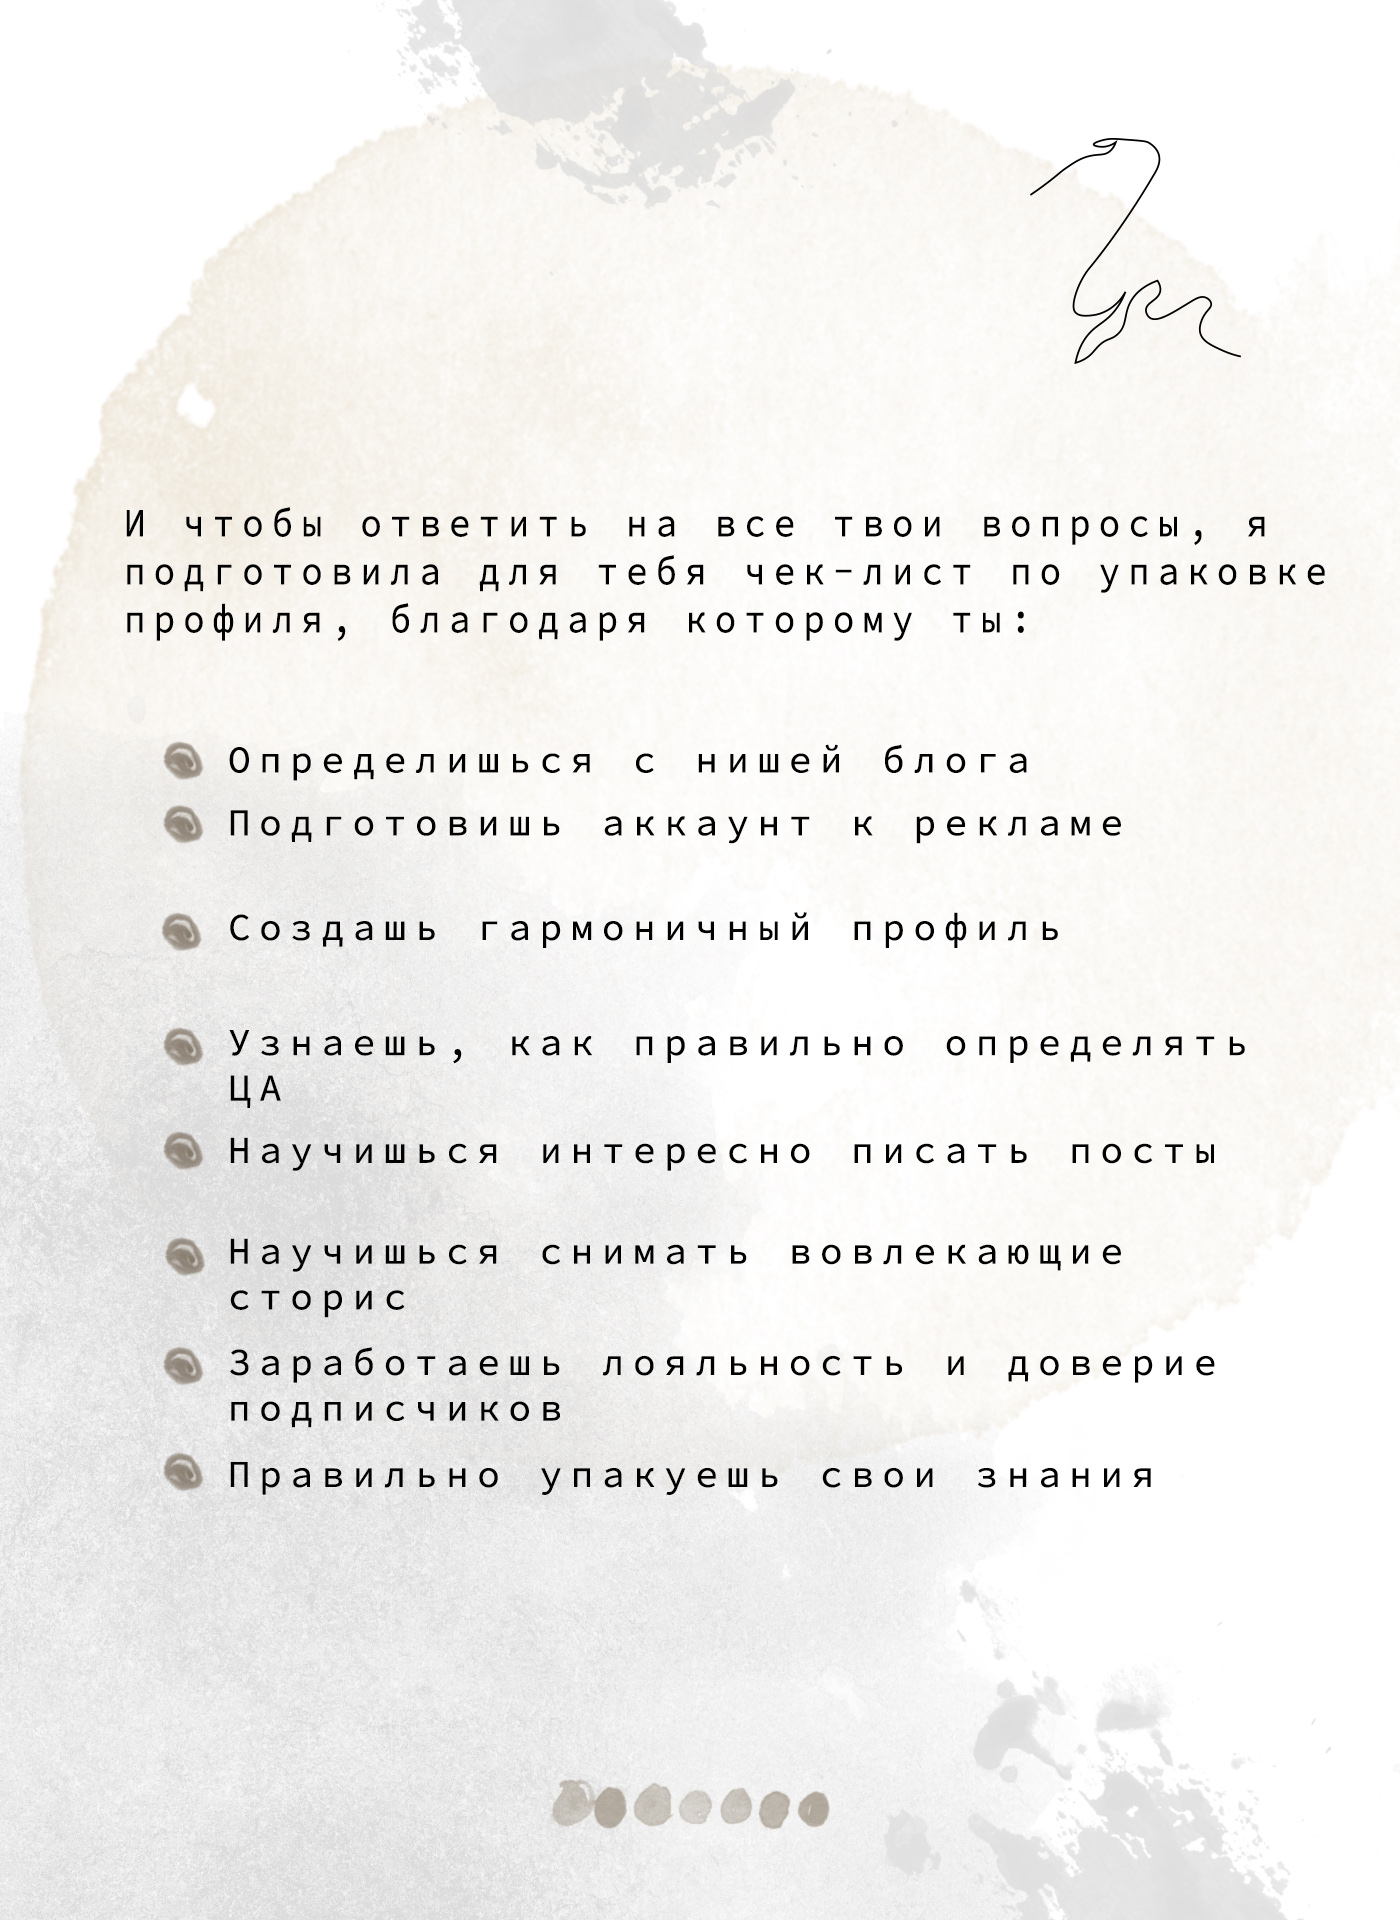 И чтобы ответить на все твои вопросы, я
подготовила для тебя чек-лист по упаковке
профиля, благодаря которому ты:
Определишься с нишей блога
Подготовишь аккаунт к рекламе
Создашь гармоничный профиль
Узнаешь, как правильно определять
ЦА
Научишься интересно писать посты
Научишься снимать вовлекающие
сторис
Заработаешь лояльность и доверие
подписчиков
Правильно упакуешь свои знания